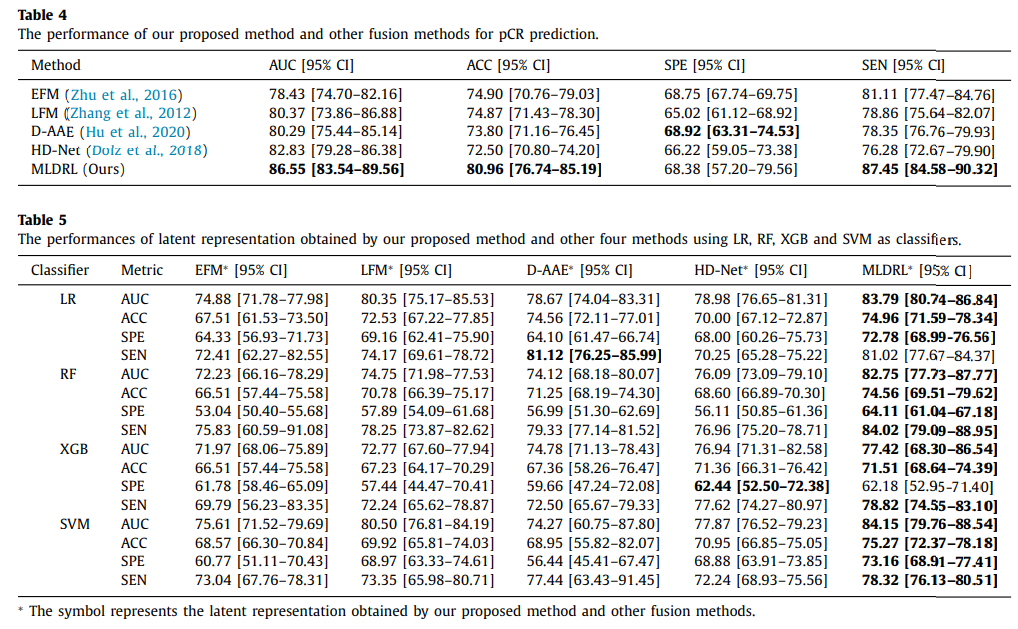 Table 4
The performance of our proposed method and other fusion methods for pCR prediction.
Method AUC [95% CI] ACC [95% CI] SPE [95% CI] SEN [95% CI]
EFM (Zhu et al., 2016) 78.43 [74.70–82.16] 74.90 [70.76–79.03] 68.75 [67.74–69.75] 81.11 [77.47–84.76]
LFM (Zhang et al., 2012) 80.37 [73.86–86.88] 74.87 [71.43–78.30] 65.02 [61.12–68.92] 78.86 [75.64–82.07]
D-AAE (Hu et al., 2020) 80.29 [75.44–85.14] 73.80 [71.16–76.45] 68.92 [63.31–74.53] 78.35 [76.76–79.93]
HD-Net (Dolz et al., 2018) 82.83 [79.28–86.38] 72.50 [70.80–74.20] 66.22 [59.05–73.38] 76.28 [72.67–79.90]
MLDRL (Ours) 86.55 [83.54–89.56] 80.96 [76.74–85.19] 68.38 [57.20–79.56] 87.45 [84.58–90.32]
Table 5
The performances of latent representation obtained by our proposed method and other four methods using LR, RF, XGB and SVM as classifiers.
Classifier Metric EFM* [95% CI] LFM* [95% CI] D-AAE* [95% CI] HD-Net* [95% CI] MLDRL* [95% CI]
LR AUC 74.88 [71.78–77.98] 80.35 [75.17–85.53] 78.67 [74.04–83.31] 78.98 [76.65–81.31] 83.79 [80.74–86.84]
ACC 67.51 [61.53–73.50] 72.53 [67.22–77.85] 74.56 [72.11–77.01] 70.00 [67.12–72.87] 74.96 [71.59–78.34]
SPE 64.33 [56.93–71.73] 69.16 [62.41–75.90] 64.10 [61.47–66.74] 68.00 [60.26–75.73] 72.78 [68.99–76.56]
SEN 72.41 [62.27–82.55] 74.17 [69.61–78.72] 81.12 [76.25–85.99] 70.25 [65.28–75.22] 81.02 [77.67–84.37]
RF AUC 72.23 [66.16–78.29] 74.75 [71.98–77.53] 74.12 [68.18–80.07] 76.09 [73.09–79.10] 82.75 [77.73–87.77]
ACC 66.51 [57.44–75.58] 70.78 [66.39–75.17] 71.25 [68.19–74.30] 68.60 [66.89-70.30] 74.56 [69.51–79.62]
SPE 53.04 [50.40–55.68] 57.89 [54.09–61.68] 56.99 [51.30–62.69] 56.11 [50.85–61.36] 64.11 [61.04–67.18]
SEN 75.83 [60.59–91.08] 78.25 [73.87–82.62] 79.33 [77.14–81.52] 76.96 [75.20–78.71] 84.02 [79.09–88.95]
XGB AUC 71.97 [68.06–75.89] 72.77 [67.60–77.94] 74.78 [71.13–78.43] 76.94 [71.31–82.58] 77.42 [68.30–86.54]
ACC 66.51 [57.44–75.58] 67.23 [64.17–70.29] 67.36 [58.26–76.47] 71.36 [66.31–76.42] 71.51 [68.64–74.39]
SPE 61.78 [58.46–65.09] 57.44 [44.47–70.41] 59.66 [47.24–72.08] 62.44 [52.50–72.38] 62.18 [52.95–71.40]
SEN 69.79 [56.23–83.35] 72.24 [65.62–78.87] 72.50 [65.67–79.33] 77.62 [74.27–80.97] 78.82 [74.55–83.10]
SVM AUC 75.61 [71.52–79.69] 80.50 [76.81–84.19] 74.27 [60.75–87.80] 77.87 [76.52–79.23] 84.15 [79.76–88.54]
ACC 68.57 [66.30–70.84] 69.92 [65.81–74.03] 68.95 [55.82–82.07] 70.95 [66.85–75.05] 75.27 [72.37–78.18]
SPE 60.77 [51.11–70.43] 68.97 [63.33–74.61] 56.44 [45.41–67.47] 68.88 [63.91–73.85] 73.16 [68.91–77.41]
SEN 73.04 [67.76–78.31] 73.35 [65.98–80.71] 77.44 [63.43–91.45] 72.24 [68.93–75.56] 78.32 [76.13–80.51]
* The symbol represents the latent representation obtained by our proposed method and other fusion methods.